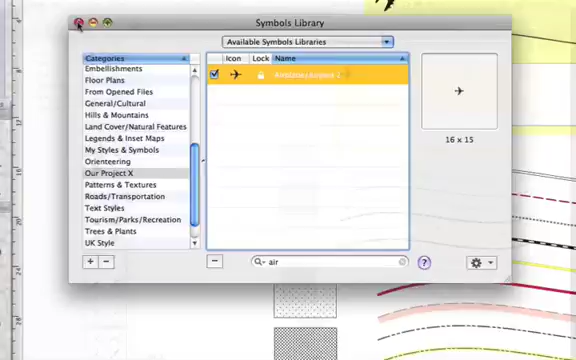 Symbols Library
Available Symbols Libraries
Categories
Icon Lock Name
Embellishments
Floor Plans
From Opened Files
General/Cultural
Hills & Mountains
Land Cover/Natural Features
Legends & Inset Maps
My Styles & Symbols
Orienteering
Our Project X
Patterns & Textures
Roads/Transportation
Text Styles
Tourism/Parks/Recreation
Trees & Plants
UK Style
16 x 15
air
?